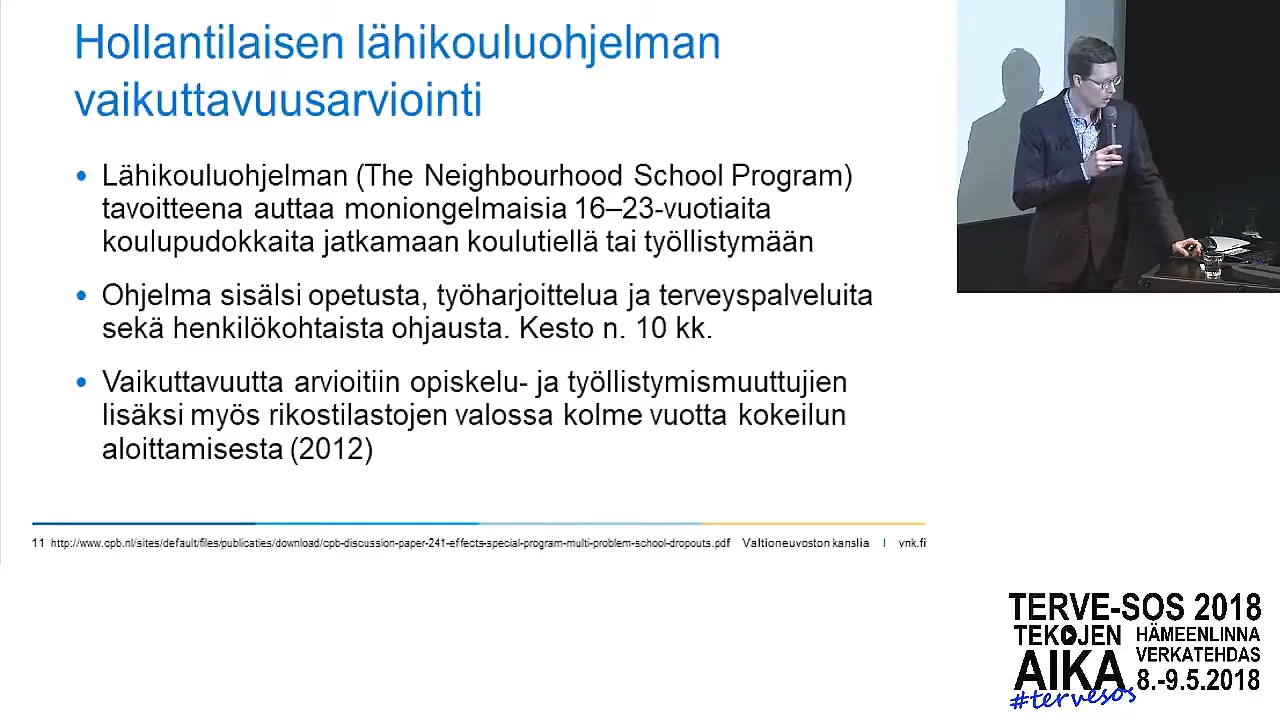 Hollantilaisen lähikouluohjelman
vaikuttavuusarviointi
• Lähikouluohjelman (The Neighbourhood School Program)
tavoitteena auttaa moniongelmaisia 16–23-vuotiaita
koulupudokkaita jatkamaan koulutiellä tai työllistymään
• Ohjelma sisälsi opetusta, työharjoittelua ja terveyspalveluita
sekä henkilökohtaista ohjausta. Kesto n. 10 kk.
• Vaikuttavuutta arvioitiin opiskelu- ja työllistymismuuttujien
lisäksi myös rikostilastojen valossa kolme vuotta kokeilun
aloittamisesta (2012)
11 http://www.cpb.nl/sites/default/files/publicaties/download/cpb-discussion-paper-241-effects-special-program-multi-problem-school-dropouts.pdf Valtioneuvoston kanslia | vnk.fi
TERVE-SOS 2018
TEKOJEN
AIKA
HÄMEENLINNA
VERKATEHDAS
8.-9.5.2018
#tervesos